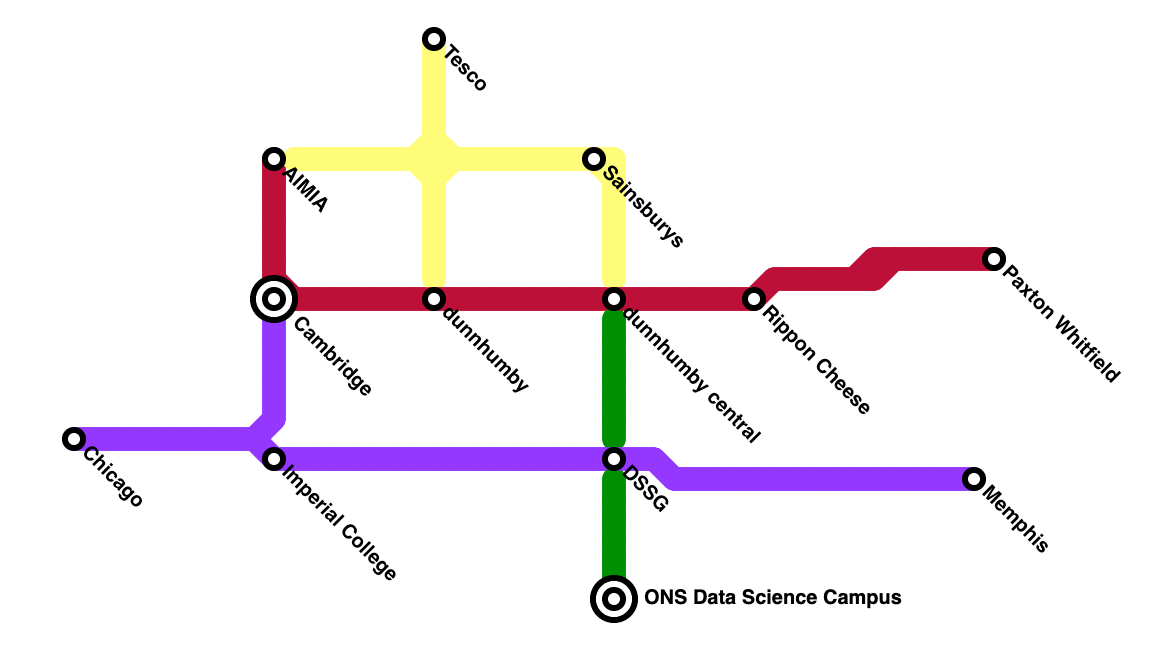 Tesco
AIMIA
Sainsburys
Paxton Whitfield
Cambridge
dunnhumby
dunnhumby central
Rippon Cheese
Chicago
Imperial College
DSSG
Memphis
ONS Data Science Campus